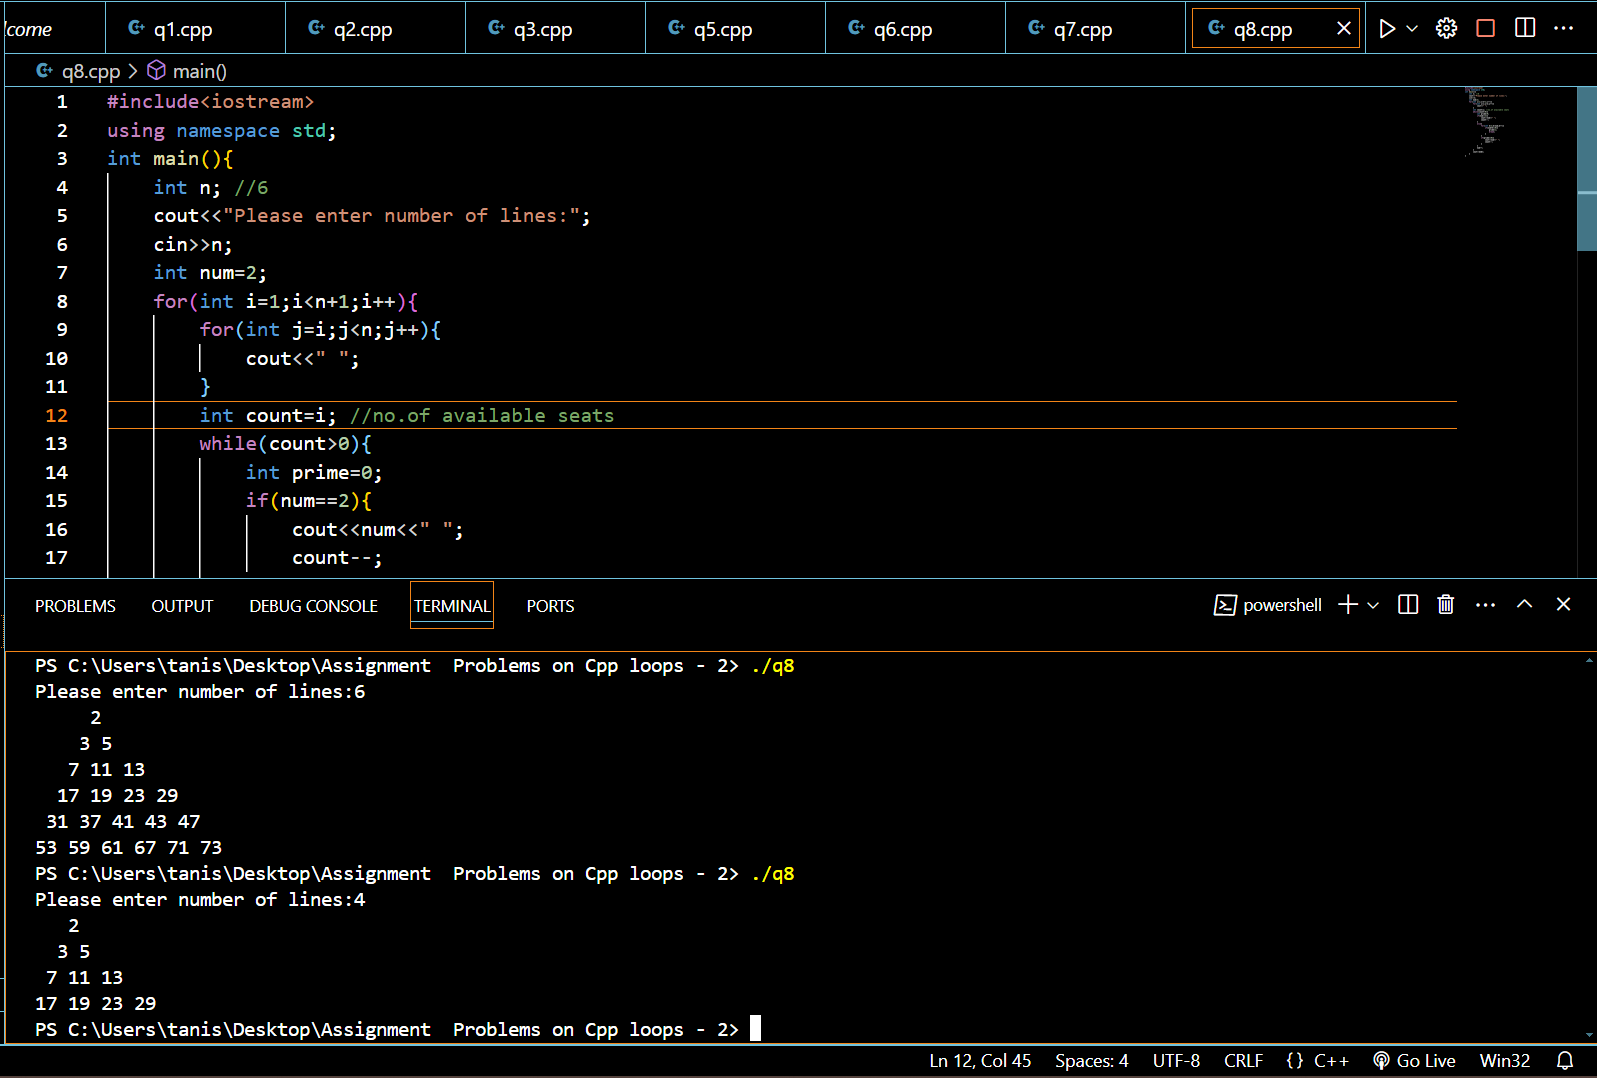 lcome q1.cpp q2.cpp q3.cpp q5.cpp q6.cpp q7.cpp q8.cpp
q8.cpp > main()
1 #include<iostream>
2 using namespace std;
3 int main(){
4 int n; //6
5 cout<<"Please enter number of lines:";
6 cin>>n;
7 int num=2;
8 for(int i=1;i<n+1;i++){
9 for(int j=i;j<n;j++){
10 cout<<" ";
11 }
12 int count=i; //no.of available seats
13 while(count>0){
14 int prime=0;
15 if(num==2){
16 cout<<num<<" ";
17 count--;
PROBLEMS OUTPUT DEBUG CONSOLE TERMINAL PORTS powershell
PS C:\Users\tanis\Desktop\Assignment  Problems on Cpp loops - 2> ./q8
Please enter number of lines:6
2
3 5
7 11 13
17 19 23 29
31 37 41 43 47
53 59 61 67 71 73
PS C:\Users\tanis\Desktop\Assignment  Problems on Cpp loops - 2> ./q8
Please enter number of lines:4
2
3 5
7 11 13
17 19 23 29
PS C:\Users\tanis\Desktop\Assignment  Problems on Cpp loops - 2>
Ln 12, Col 45 Spaces: 4 UTF-8 CRLF {} C++ Go Live Win32